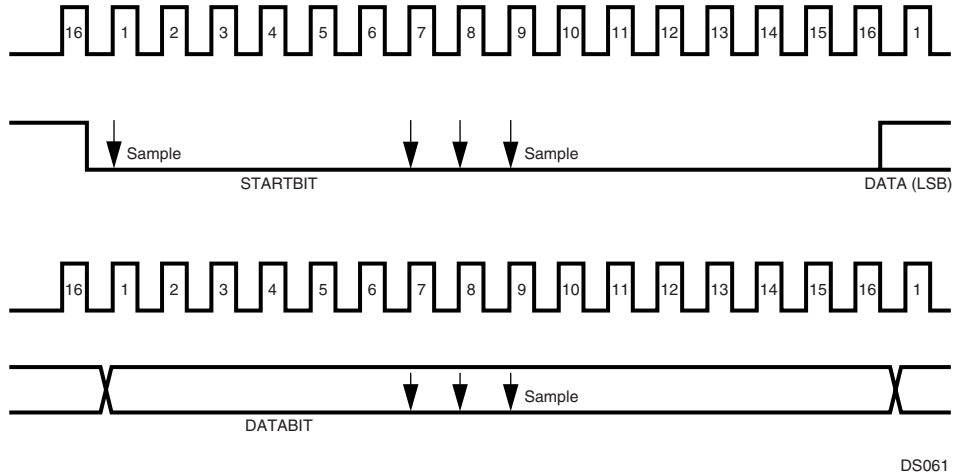 16 1 2 3 4 5 6 7 8 9 10 11 12 13 14 15 16 1
Sample Sample
STARTBIT DATA (LSB)
16 1 2 3 4 5 6 7 8 9 10 11 12 13 14 15 16 1
Sample
DATABIT
DS061